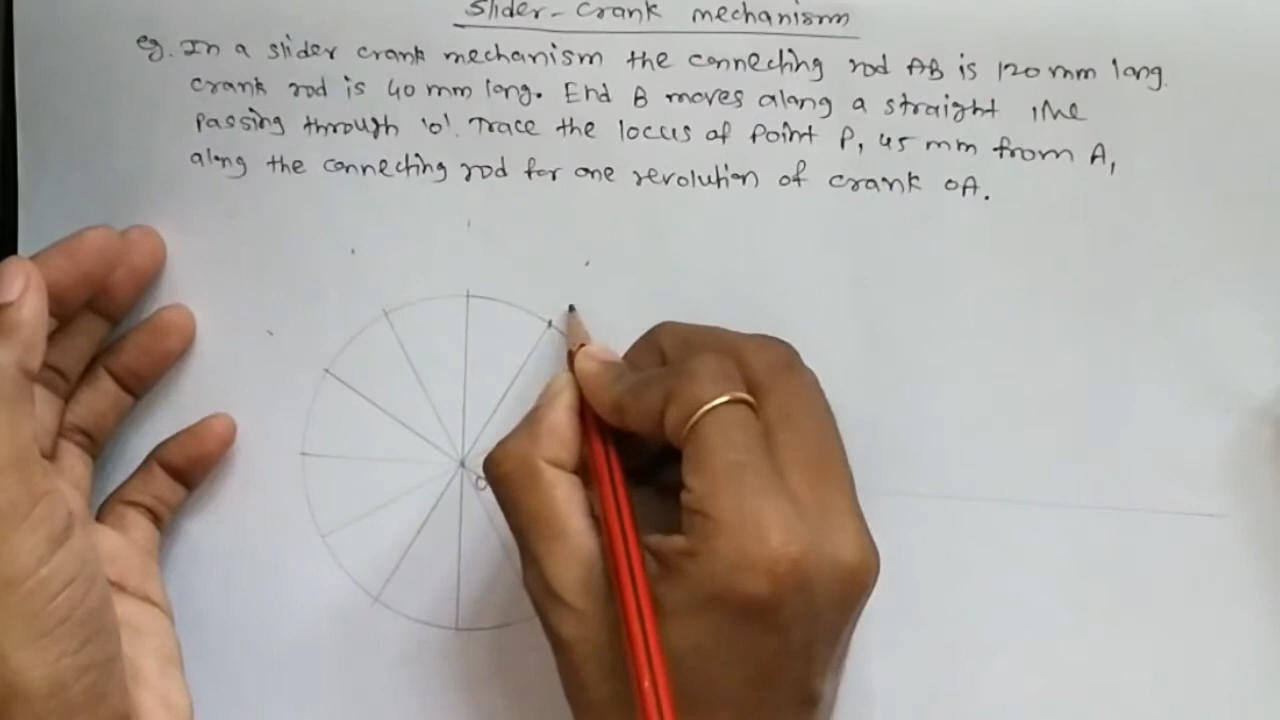 Slider-Crank mechanism
eg. In a slider crank mechanism the connecting rod AB is 120 mm long.
crank rod is 40 mm long. End B moves along a straight line
passing through 'o'. Trace the locus of point P, 45 mm from A,
along the connecting rod for one revolution of crank OA.
O